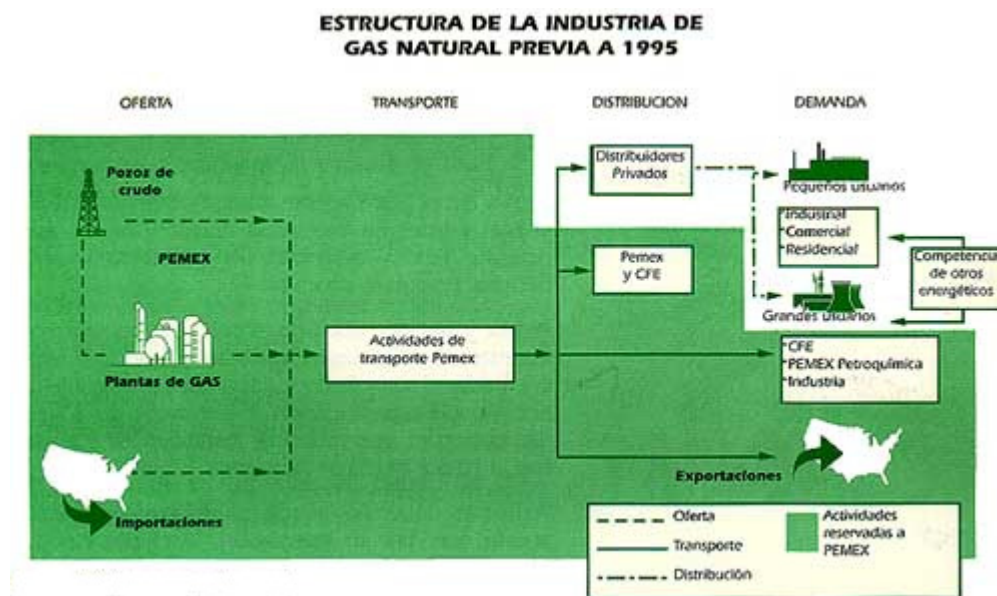 ESTRUCTURA DE LA INDUSTRIA DE
GAS NATURAL PREVIA A 1995
OFERTA
TRANSPORTE
DISTRIBUCION
DEMANDA
Pozoz de
crudo
PEMEX
Plantas de GAS
Importaciones
Actividades de
transporte Pemex
Distribuidores
Privados
Pemex
y CFE
Pequeños usuarios
Industrial
Comercial
Residencial
Competencia
de otros
energéticos
Grandes usuarios
CFE
PEMEX Petroquímica
Industria
Exportaciones
Oferta
Transporte
Distribución
Actividades
reservadas a
PEMEX